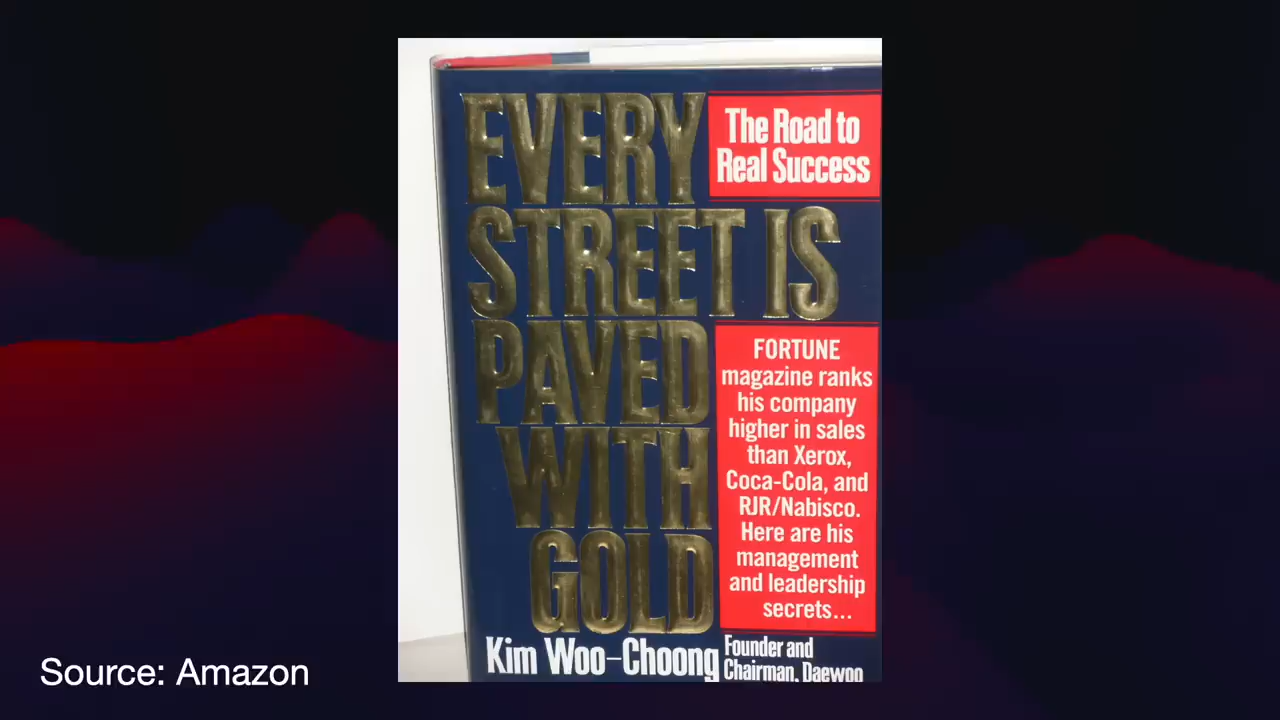 EVERY
STREET IS
PAVED
WITH
GOLD
The Road to
Real Success
FORTUNE
magazine ranks
his company
higher in sales
than Xerox,
Coca-Cola, and
RJR/Nabisco.
Here are his
management
and leadership
secrets...
Kim Woo-Choong
Founder and
Chairman, Daewoo
Source: Amazon